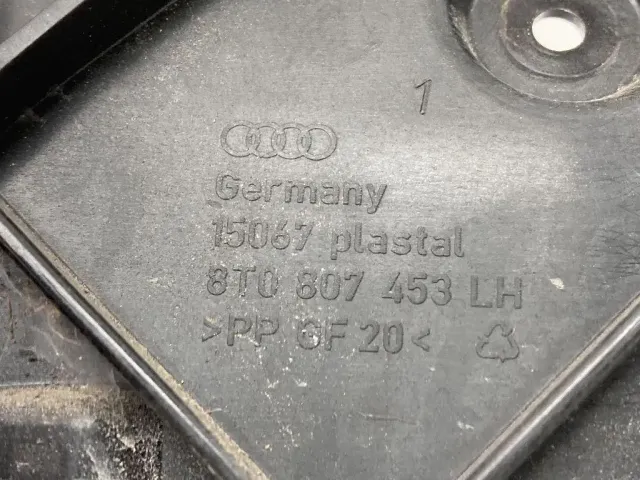 1
Germany
15067 plastal
8T0 807 453 LH
>PP GF 20<